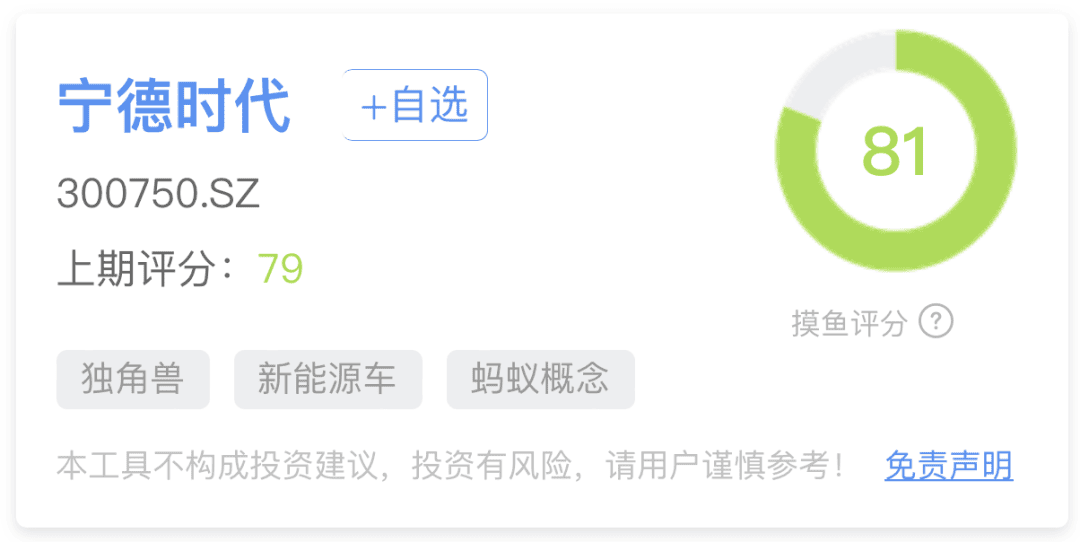 宁德时代 +自选
300750.SZ
上期评分：79
81
摸鱼评分 ?
独角兽 新能源车 蚂蚁概念
本工具不构成投资建议，投资有风险，请用户谨慎参考！ 免责声明